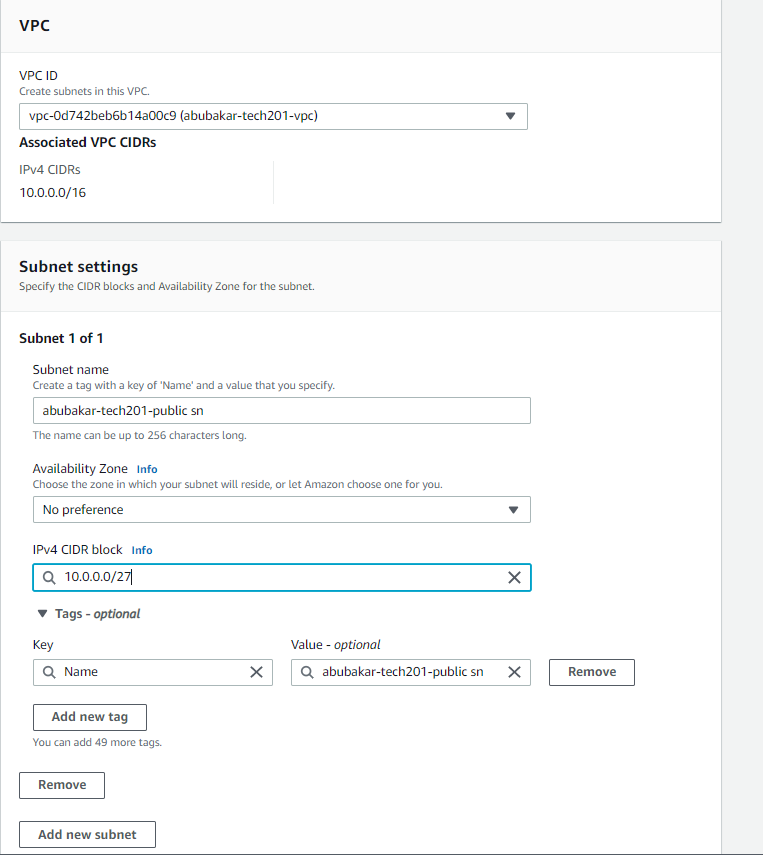 VPC
VPC ID
Create subnets in this VPC.
vpc-0d742beb6b14a00c9 (abubakar-tech201-vpc)
Associated VPC CIDRs
IPv4 CIDRs
10.0.0.0/16
Subnet settings
Specify the CIDR blocks and Availability Zone for the subnet.
Subnet 1 of 1
Subnet name
Create a tag with a key of 'Name' and a value that you specify.
abubakar-tech201-public sn
The name can be up to 256 characters long.
Availability Zone Info
Choose the zone in which your subnet will reside, or let Amazon choose one for you.
No preference
IPv4 CIDR block Info
10.0.0.0/27
Tags - optional
Key Value - optional
Name abubakar-tech201-public sn Remove
Add new tag
You can add 49 more tags.
Remove
Add new subnet